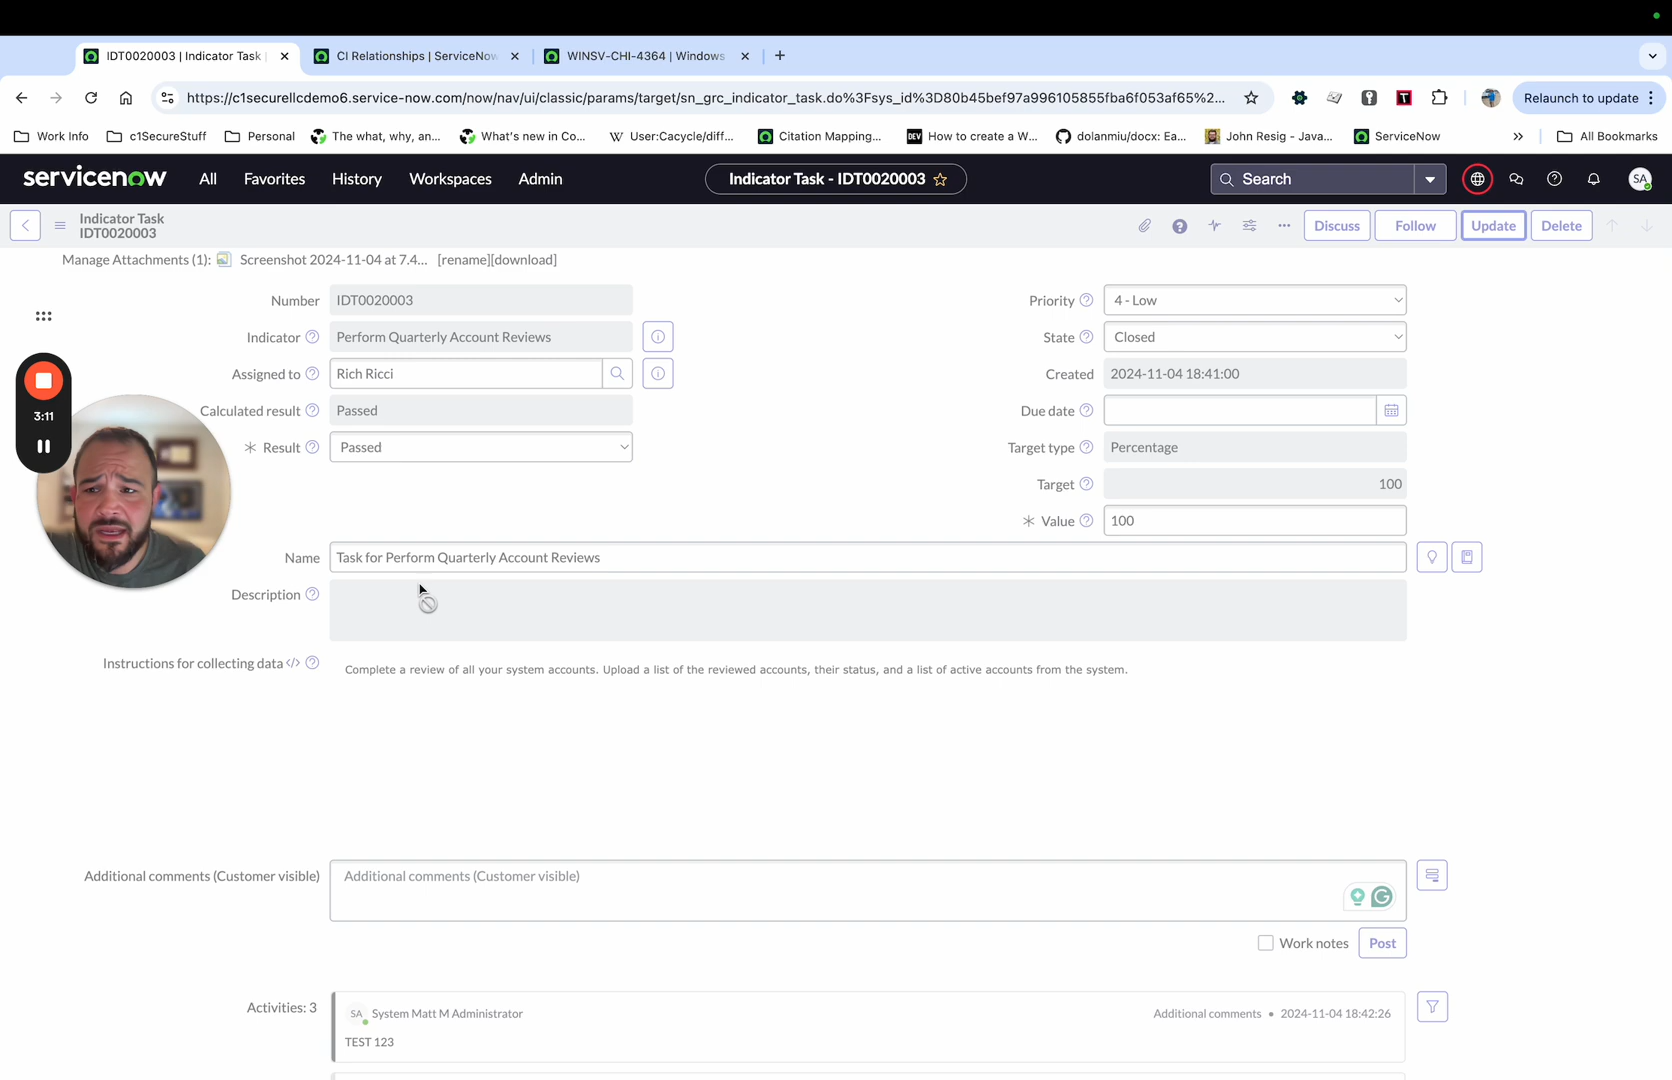 IDT0020003 | Indicator Task |
CI Relationships | ServiceNow
WINSV-CHI-4364 | Windows
https://c1securellcdemo6.service-now.com/now/nav/ui/classic/params/target/sn_grc_indicator_task.do%3Fsys_id%3D80b45bef97a996105855fba6f053af65%2...
Relaunch to update
Work Info
c1SecureStuff
Personal
The what, why, an...
What's new in Co...
User:Cacycle/diff...
Citation Mapping...
How to create a W...
dolanmiu/docx: Ea...
John Resig - Java...
ServiceNow
All Bookmarks
servicenow
All
Favorites
History
Workspaces
Admin
Indicator Task - IDT0020003
Search
SA
Indicator Task
IDT0020003
Discuss
Follow
Update
Delete
Manage Attachments (1):
Screenshot 2024-11-04 at 7.4...
[rename][download]
Number
IDT0020003
Priority
4 - Low
Indicator
Perform Quarterly Account Reviews
State
Closed
Assigned to
Rich Ricci
Created
2024-11-04 18:41:00
Calculated result
Passed
Due date
Result
Passed
Target type
Percentage
Target
100
Value
100
3:11
Name
Task for Perform Quarterly Account Reviews
Description
Instructions for collecting data
Complete a review of all your system accounts. Upload a list of the reviewed accounts, their status, and a list of active accounts from the system.
Additional comments (Customer visible)
Additional comments (Customer visible)
Work notes
Post
Activities: 3
SA
System Matt M Administrator
Additional comments • 2024-11-04 18:42:26
TEST 123